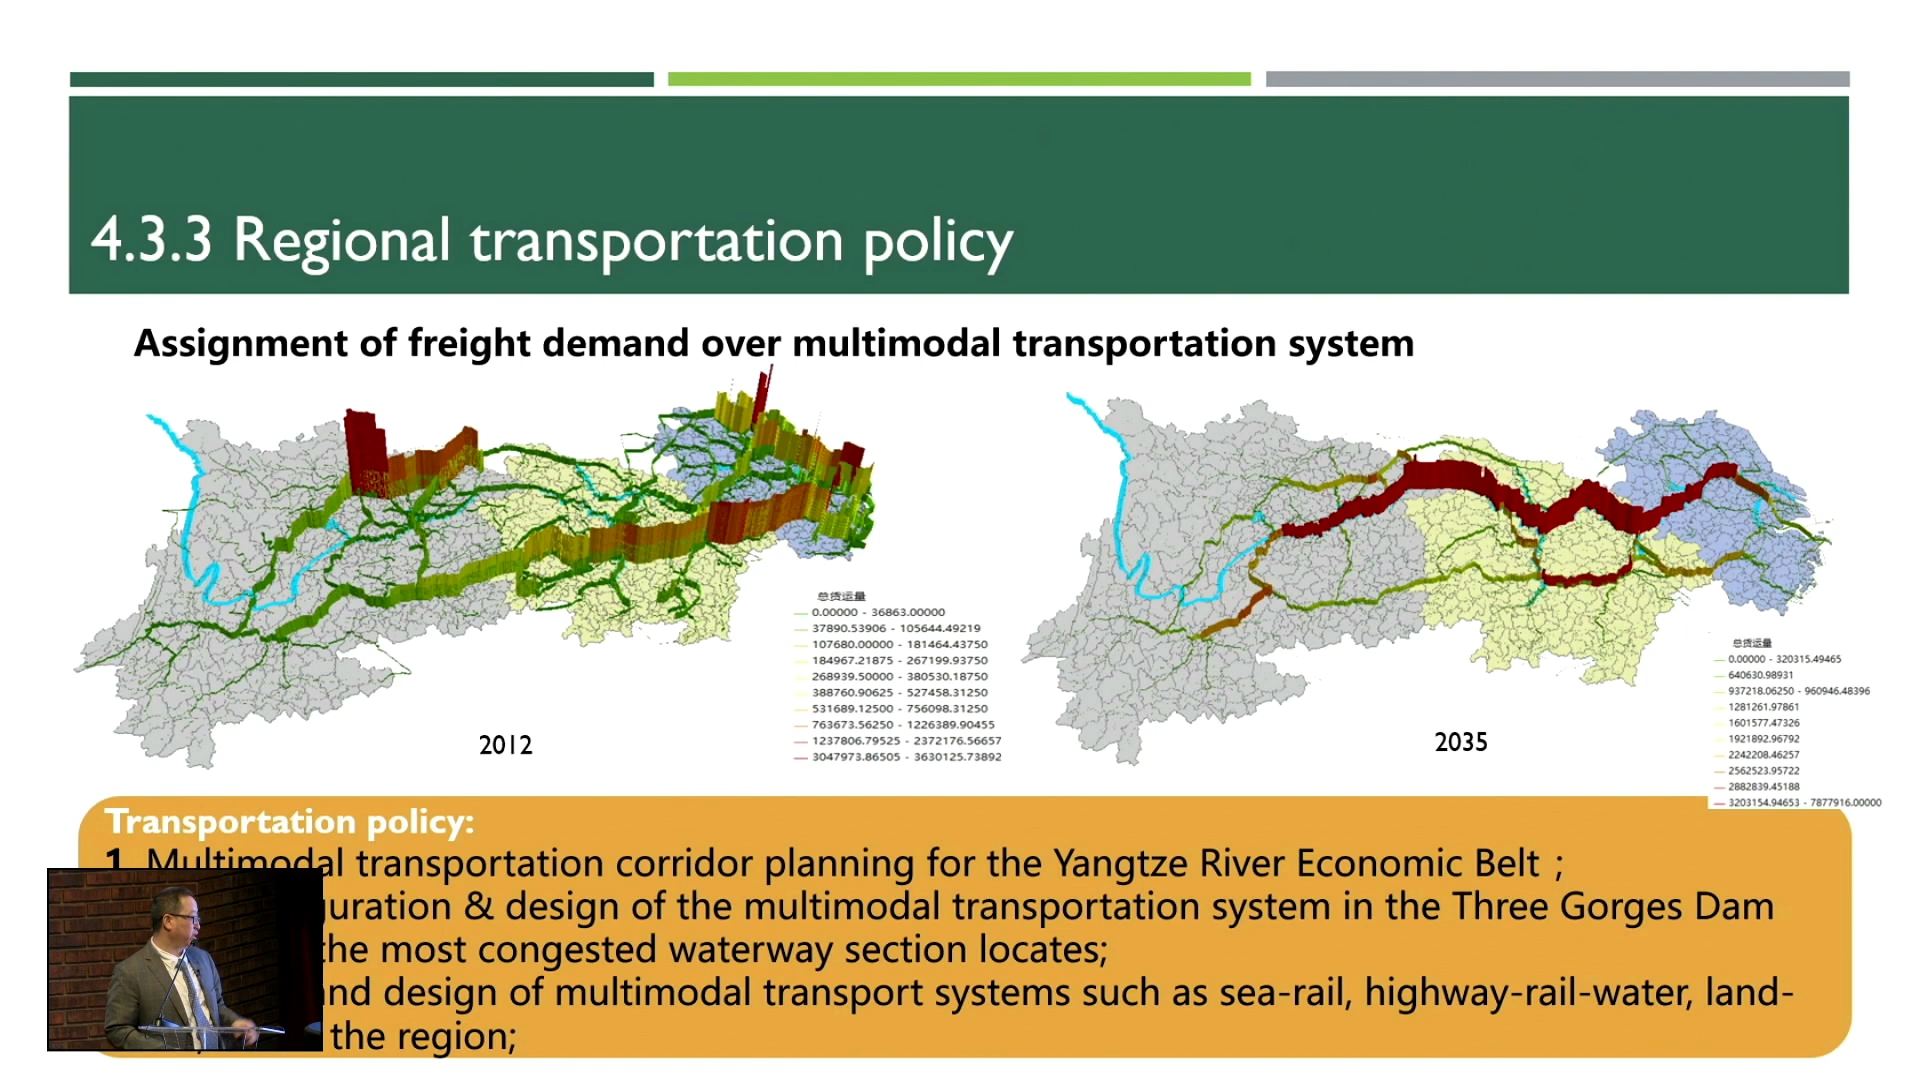 4.3.3 Regional transportation policy
Assignment of freight demand over multimodal transportation system
总货运量
0.00000 - 36863.00000
37890.53906 - 105644.49219
107680.00000 - 181464.43750
184967.21875 - 267199.93750
268939.50000 - 380530.18750
388760.90625 - 527458.31250
531689.12500 - 756098.31250
763673.56250 - 1226389.90455
1237806.79525 - 2372176.56657
3047973.86505 - 3630125.73892
2012
总货运量
0.00000 - 320315.49465
640630.98931
937218.06250 - 960946.48396
1281261.97861
1601577.47326
1921892.96792
2242208.46257
2562523.95722
2882839.45188
3203154.94653 - 7877916.00000
2035
Transportation policy:
1. Multimodal transportation corridor planning for the Yangtze River Economic Belt ;
guration & design of the multimodal transportation system in the Three Gorges Dam
the most congested waterway section locates;
and design of multimodal transport systems such as sea-rail, highway-rail-water, land-
the region;